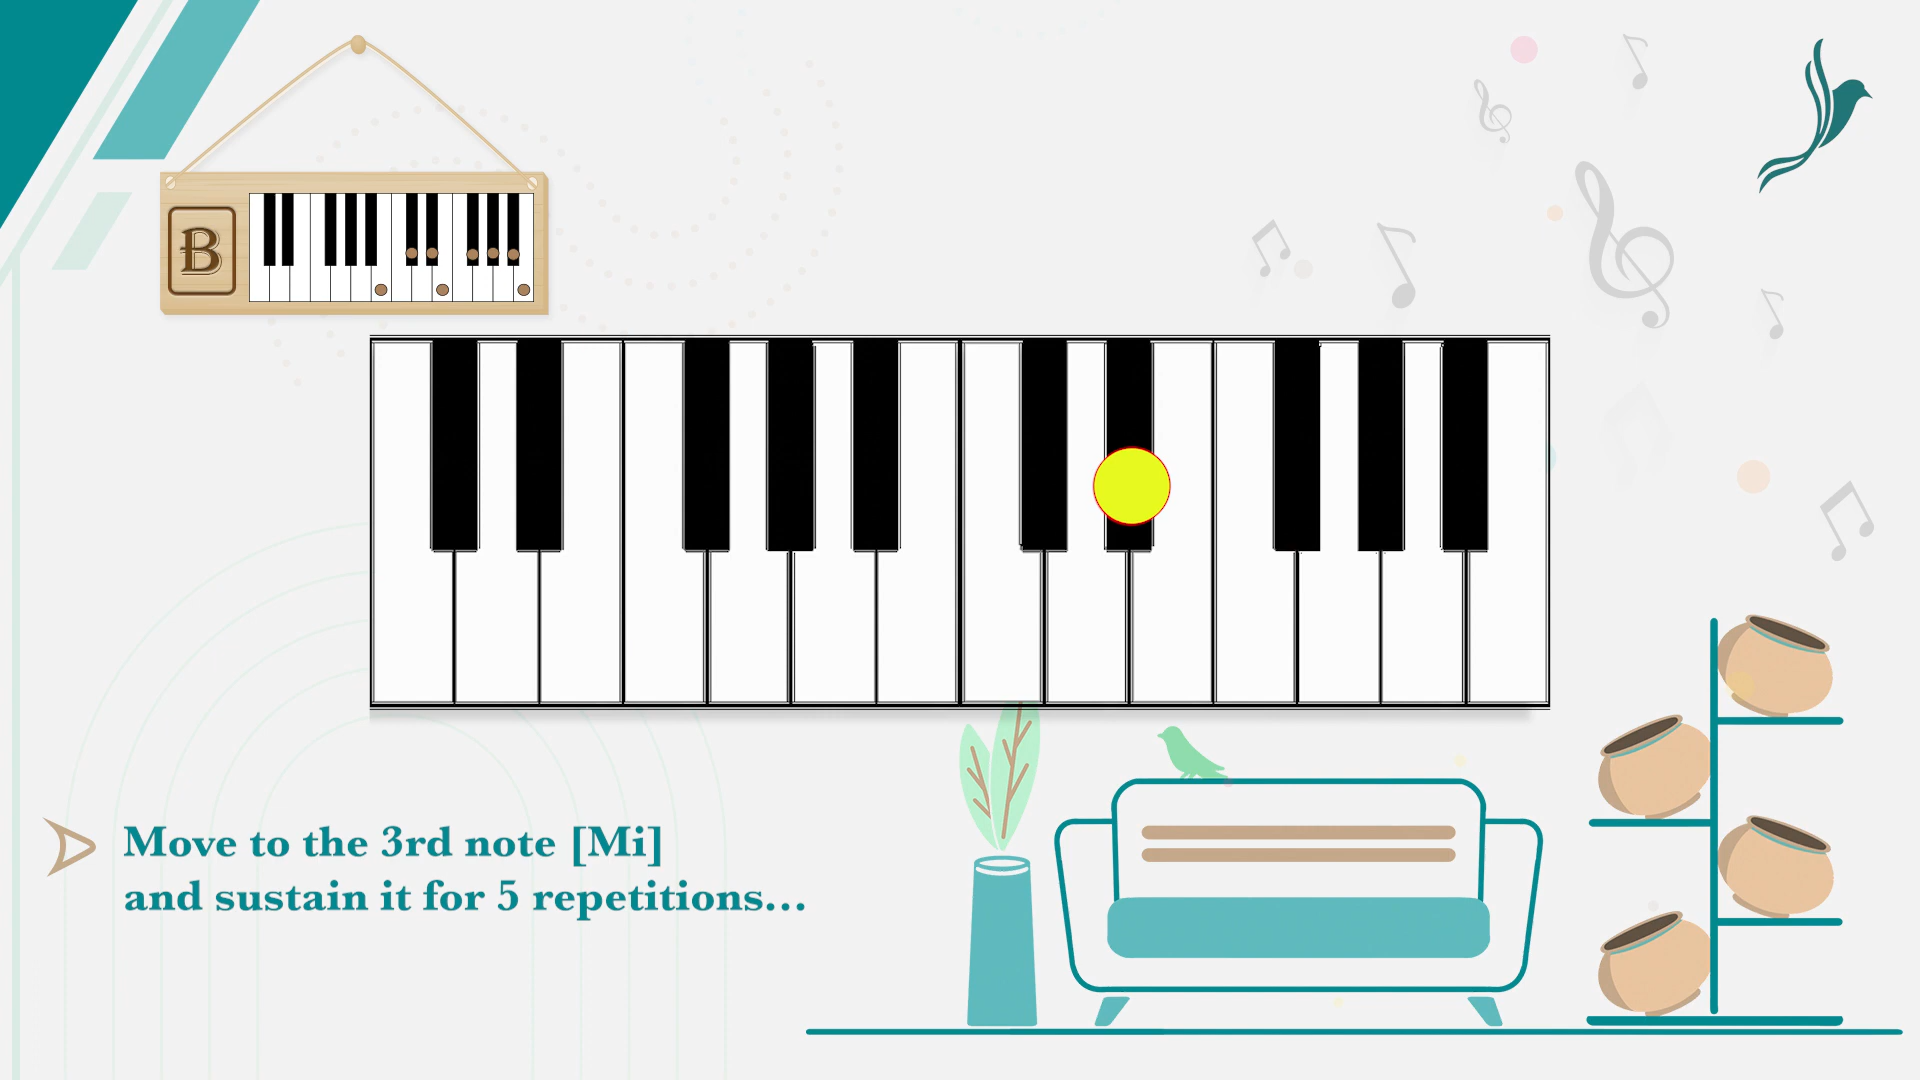 B
Move to the 3rd note [Mi]
and sustain it for 5 repetitions...